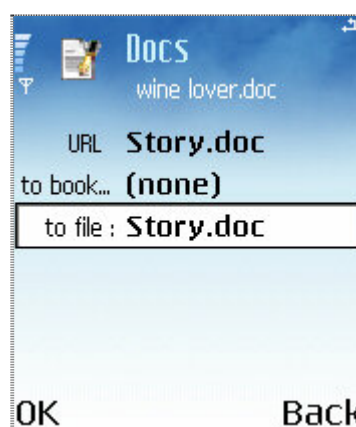 Docs
wine lover.doc
URL Story.doc
to book... (none)
to file : Story.doc
OK Back